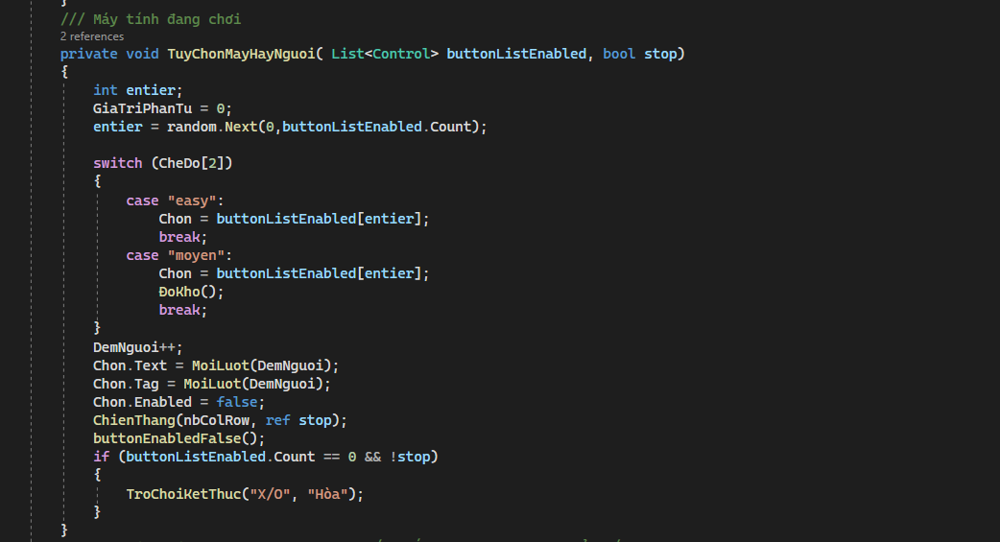 }
/// Máy tính đang chơi
2 references
private void TuyChonMayHayNguoi( List<Control> buttonListEnabled, bool stop)
{
int entier;
GiaTriPhanTu = 0;
entier = random.Next(0,buttonListEnabled.Count);
switch (CheDo[2])
{
case "easy":
Chon = buttonListEnabled[entier];
break;
case "moyen":
Chon = buttonListEnabled[entier];
ĐoKho();
break;
}
DemNguoi++;
Chon.Text = MoiLuot(DemNguoi);
Chon.Tag = MoiLuot(DemNguoi);
Chon.Enabled = false;
ChienThang(nbColRow, ref stop);
buttonEnabledFalse();
if (buttonListEnabled.Count == 0 && !stop)
{
TroChoiKetThuc("X/O", "Hòa");
}
}